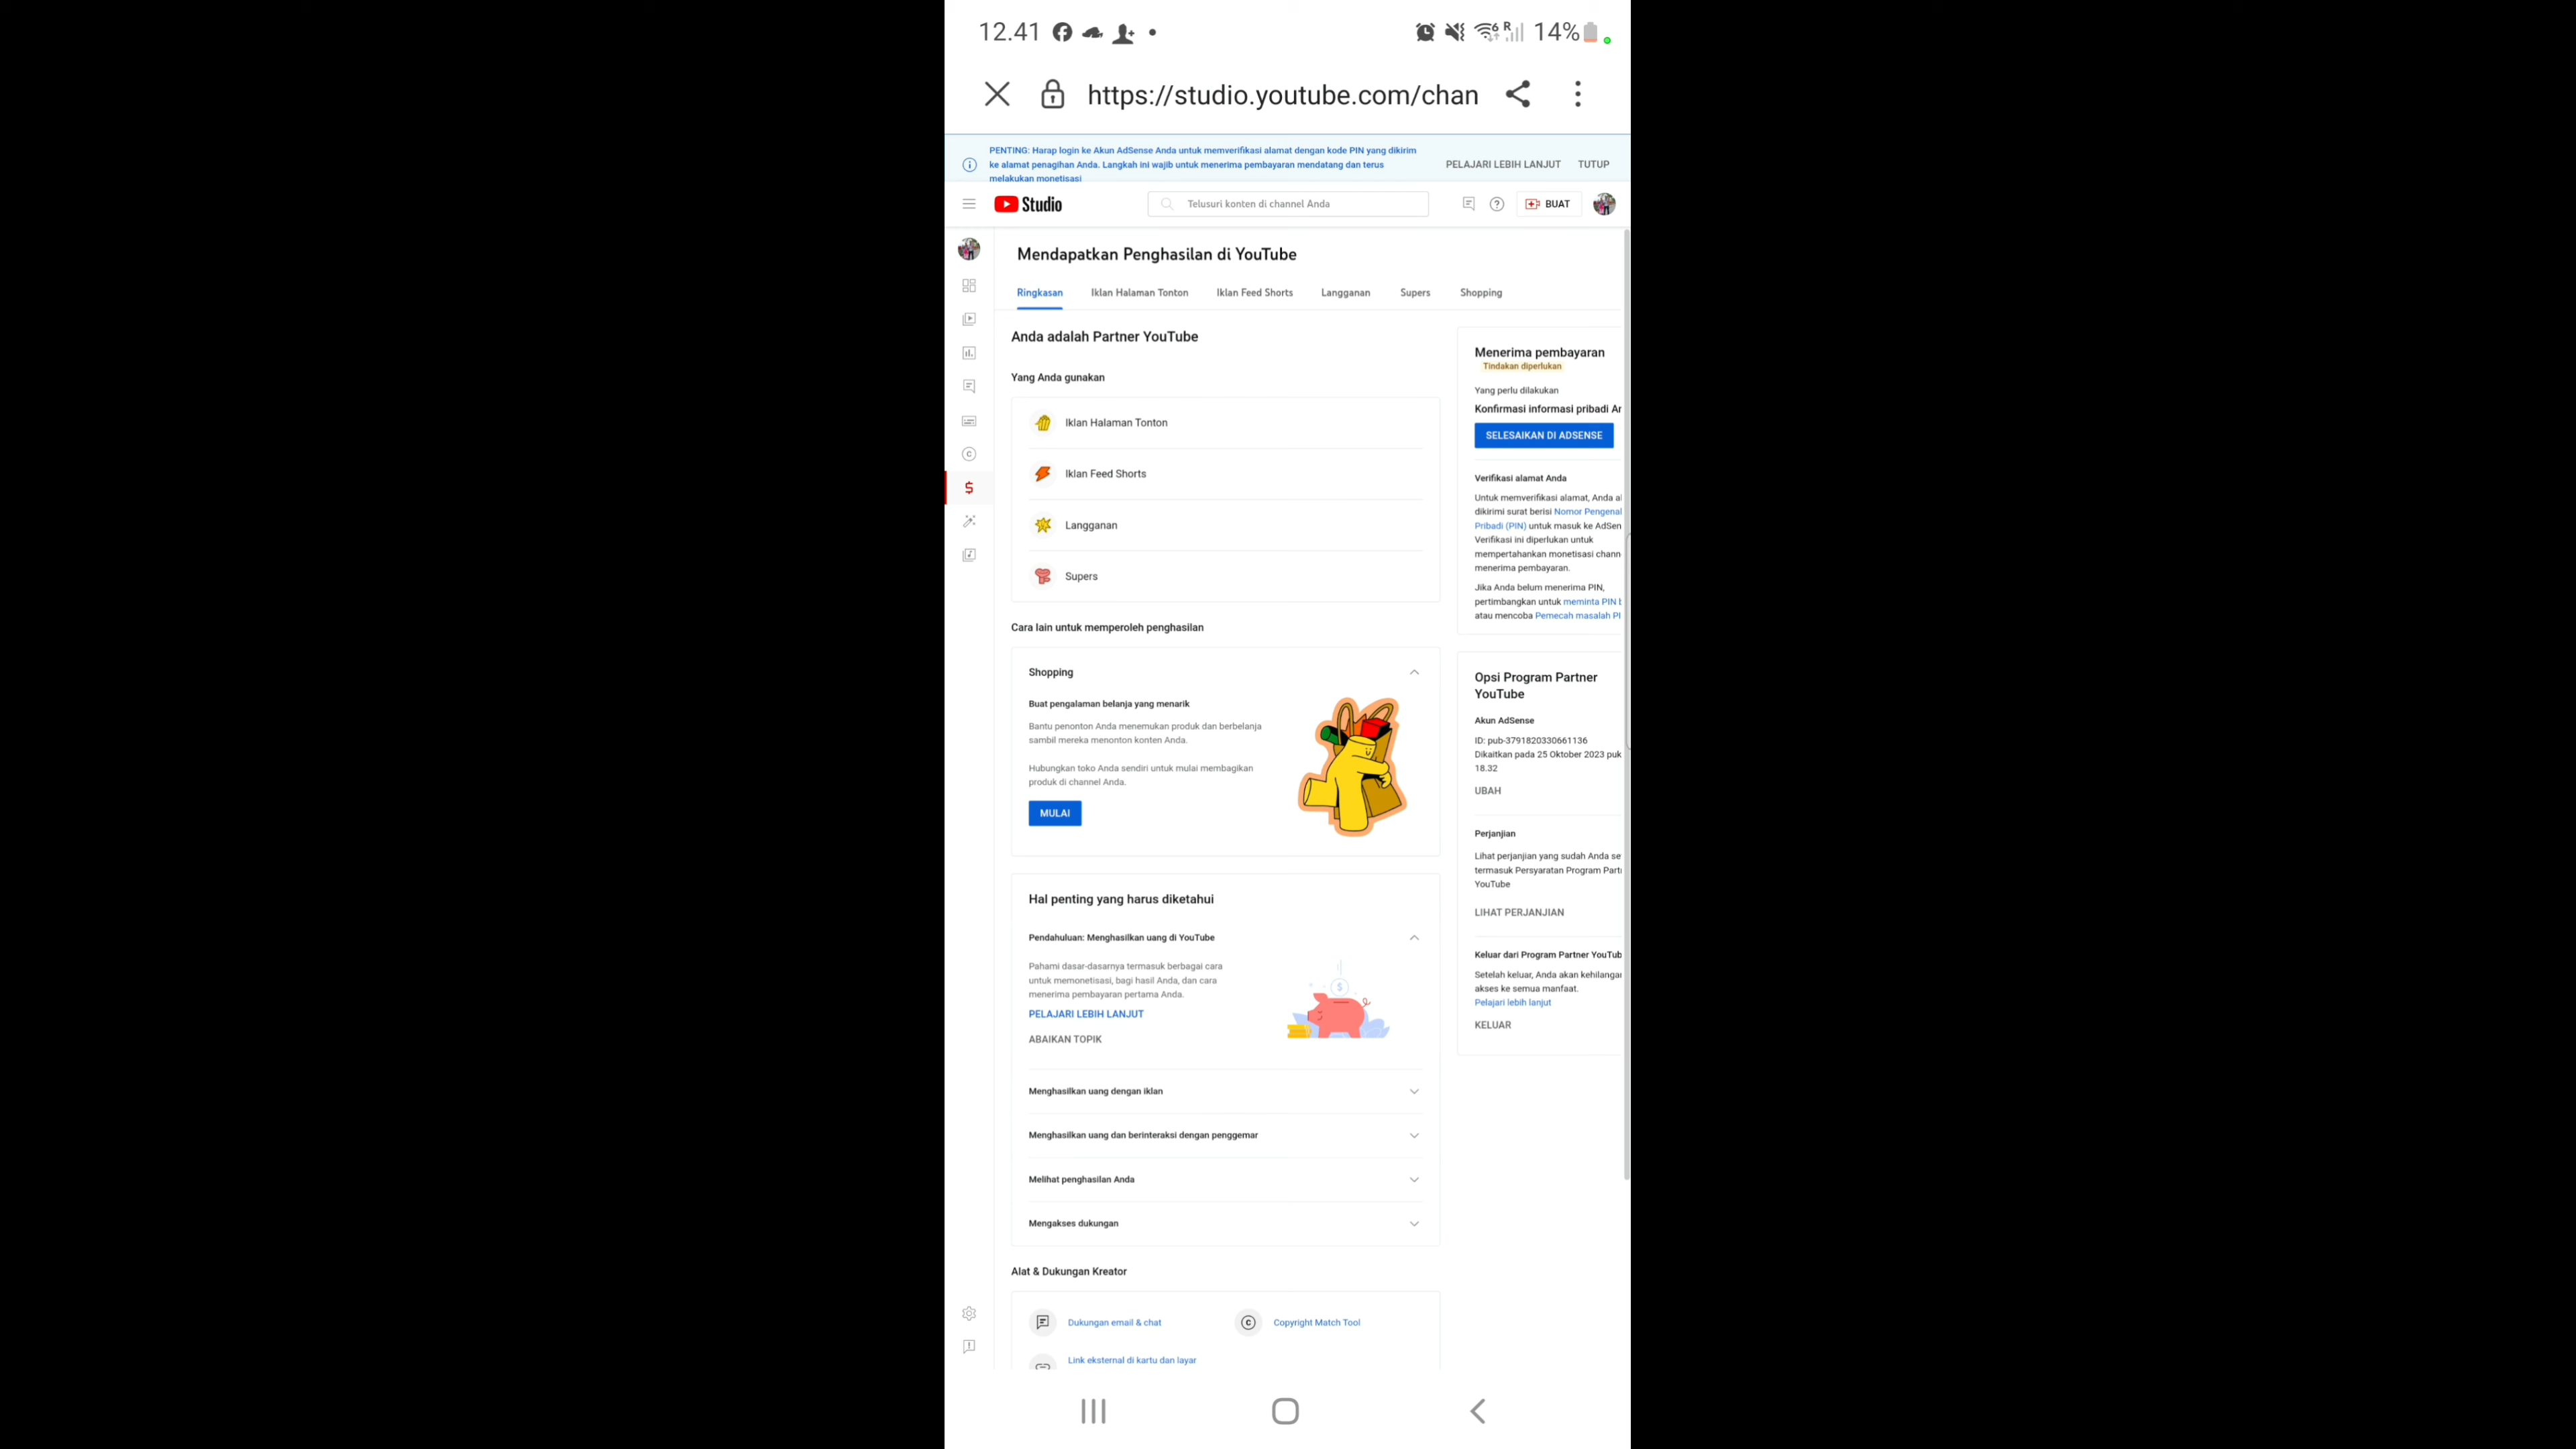 12.41
14%
https://studio.youtube.com/chan
PENTING: Harap login ke Akun AdSense Anda untuk memverifikasi alamat dengan kode PIN yang dikirim
ke alamat penagihan Anda. Langkah ini wajib untuk menerima pembayaran mendatang dan terus
melakukan monetisasi
PELAJARI LEBIH LANJUT
TUTUP
Studio
Telusuri konten di channel Anda
BUAT
Mendapatkan Penghasilan di YouTube
Ringkasan
Iklan Halaman Tonton
Iklan Feed Shorts
Langganan
Supers
Shopping
Anda adalah Partner YouTube
Yang Anda gunakan
Iklan Halaman Tonton
Iklan Feed Shorts
Langganan
Supers
Cara lain untuk memperoleh penghasilan
Shopping
Buat pengalaman belanja yang menarik
Bantu penonton Anda menemukan produk dan berbelanja
sambil mereka menonton konten Anda.
Hubungkan toko Anda sendiri untuk mulai membagikan
produk di channel Anda.
MULAI
Hal penting yang harus diketahui
Pendahuluan: Menghasilkan uang di YouTube
Pahami dasar-dasarnya termasuk berbagai cara
untuk memonetisasi, bagi hasil Anda, dan cara
menerima pembayaran pertama Anda.
PELAJARI LEBIH LANJUT
ABAIKAN TOPIK
Menghasilkan uang dengan iklan
Menghasilkan uang dan berinteraksi dengan penggemar
Melihat penghasilan Anda
Mengakses dukungan
Alat & Dukungan Kreator
Dukungan email & chat
Copyright Match Tool
Link eksternal di kartu dan layar
Menerima pembayaran
Tindakan diperlukan
Yang perlu dilakukan
Konfirmasi informasi pribadi Ar
SELESAIKAN DI ADSENSE
Verifikasi alamat Anda
Untuk memverifikasi alamat, Anda al
dikirimi surat berisi Nomor Pengenal
Pribadi (PIN) untuk masuk ke AdSen
Verifikasi ini diperlukan untuk
mempertahankan monetisasi chann
menerima pembayaran.
Jika Anda belum menerima PIN,
pertimbangkan untuk meminta PIN b
atau mencoba Pemecah masalah PI
Opsi Program Partner
YouTube
Akun AdSense
ID: pub-3791820330661136
Dikaitkan pada 25 Oktober 2023 puk
18.32
UBAH
Perjanjian
Lihat perjanjian yang sudah Anda se
termasuk Persyaratan Program Part
YouTube
LIHAT PERJANJIAN
Keluar dari Program Partner YouTub
Setelah keluar, Anda akan kehilangan
akses ke semua manfaat.
Pelajari lebih lanjut
KELUAR